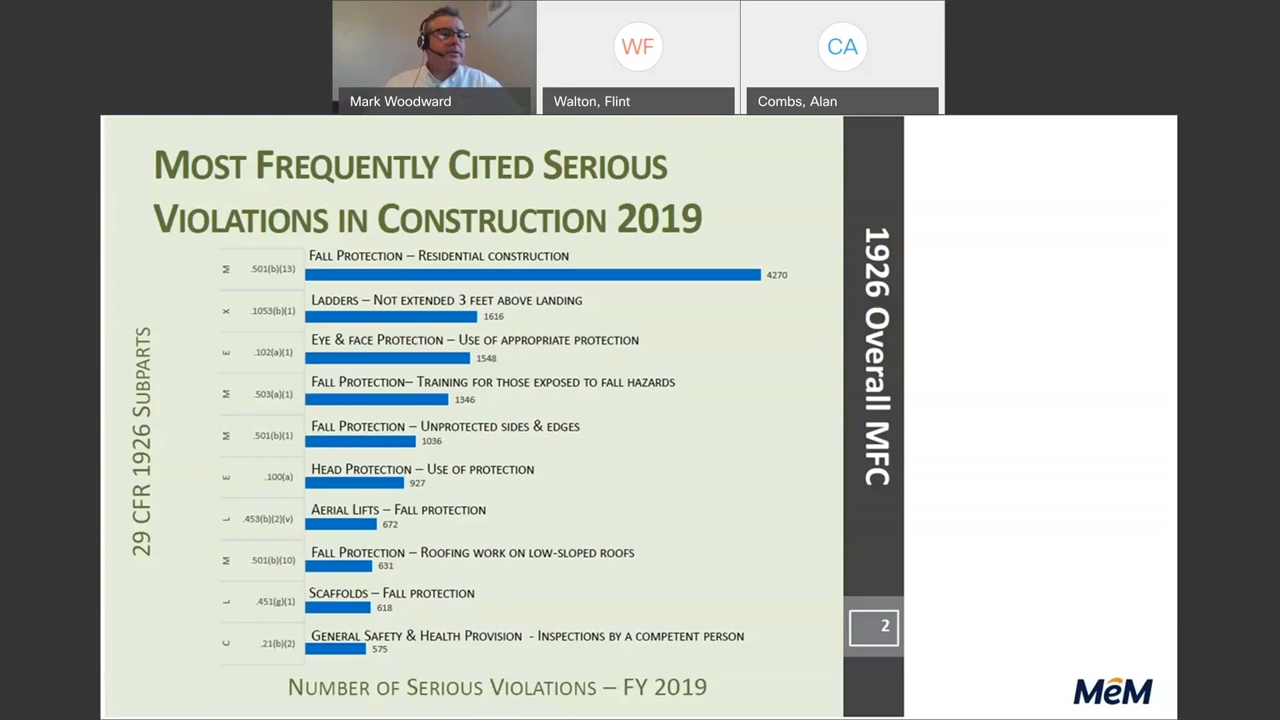 WF
CA
Mark Woodward
Walton, Flint
Combs, Alan
MOST FREQUENTLY CITED SERIOUS
VIOLATIONS IN CONSTRUCTION 2019
29 CFR 1926 SUBPARTS
M .501(b)(13) FALL PROTECTION – RESIDENTIAL CONSTRUCTION 4270
X .1053(b)(1) LADDERS – NOT EXTENDED 3 FEET ABOVE LANDING 1616
E .102(a)(1) EYE & FACE PROTECTION – USE OF APPROPRIATE PROTECTION 1548
M .503(a)(1) FALL PROTECTION– TRAINING FOR THOSE EXPOSED TO FALL HAZARDS 1346
M .501(b)(1) FALL PROTECTION – UNPROTECTED SIDES & EDGES 1036
E .100(a) HEAD PROTECTION – USE OF PROTECTION 927
L .453(b)(2)(v) AERIAL LIFTS – FALL PROTECTION 672
M .501(b)(10) FALL PROTECTION – ROOFING WORK ON LOW-SLOPED ROOFS 631
L .451(g)(1) SCAFFOLDS – FALL PROTECTION 618
C .21(b)(2) GENERAL SAFETY & HEALTH PROVISION - INSPECTIONS BY A COMPETENT PERSON 575
NUMBER OF SERIOUS VIOLATIONS – FY 2019
1926 Overall MFC
2
MeM